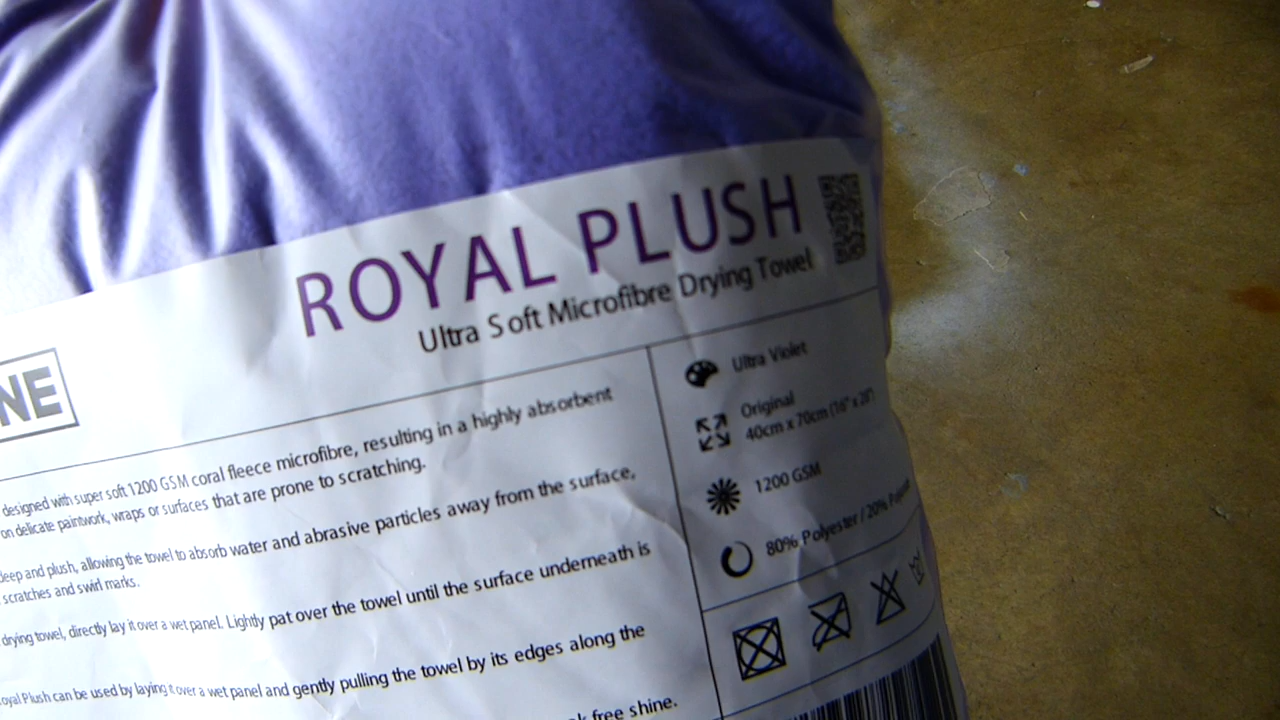 ROYAL PLUSH
Ultra Soft Microfibre Drying Towel
NE
designed with super soft 1200 GSM coral fleece microfibre, resulting in a highly absorbent
on delicate paintwork, wraps or surfaces that are prone to scratching.
deep and plush, allowing the towel to absorb water and abrasive particles away from the surface,
scratches and swirl marks.
drying towel, directly lay it over a wet panel. Lightly pat over the towel until the surface underneath is
oyal Plush can be used by laying it over a wet panel and gently pulling the towel by its edges along the
free shine.
Ultra Violet
Original
40cm x 70cm (16" x 28")
1200 GSM
80% Polyester / 20%